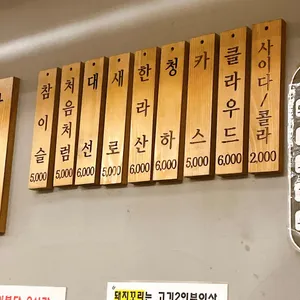 참이슬 5,000
처음처럼 5,000
대선 5,000
새로 5,000
한라산 6,000
청하 6,000
카스 5,000
클라우드 6,000
사이다/콜라 2,000
돼지꼬리는 고기2인분이상